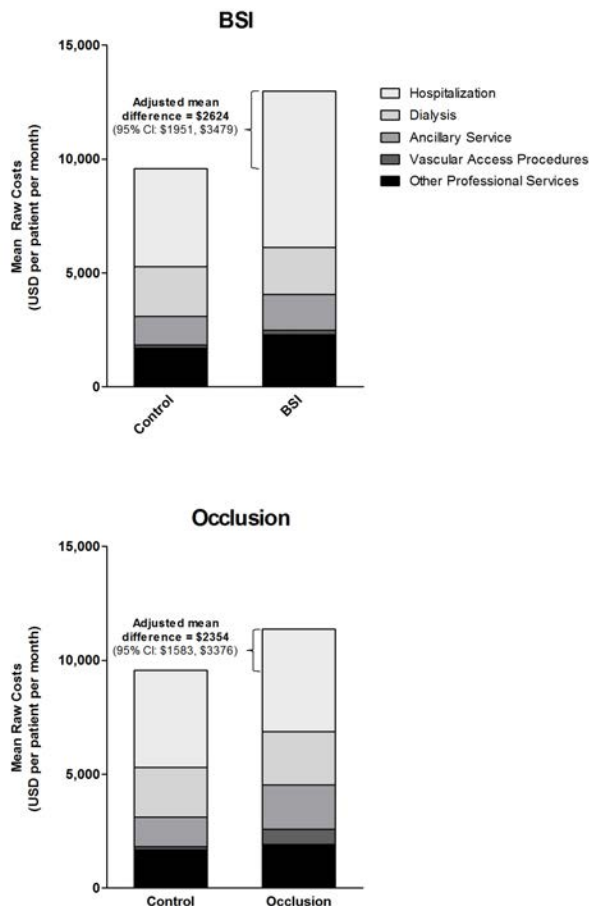 BSI
15,000
10,000
5,000
0
Mean Raw Costs
(USD per patient per month)
Adjusted mean
difference = $2624
(95% CI: $1951, $3479)
Control
BSI
Hospitalization
Dialysis
Ancillary Service
Vascular Access Procedures
Other Professional Services
Occlusion
15,000
10,000
5,000
0
Mean Raw Costs
(USD per patient per month)
Adjusted mean
difference = $2354
(95% CI: $1583, $3376)
Control
Occlusion